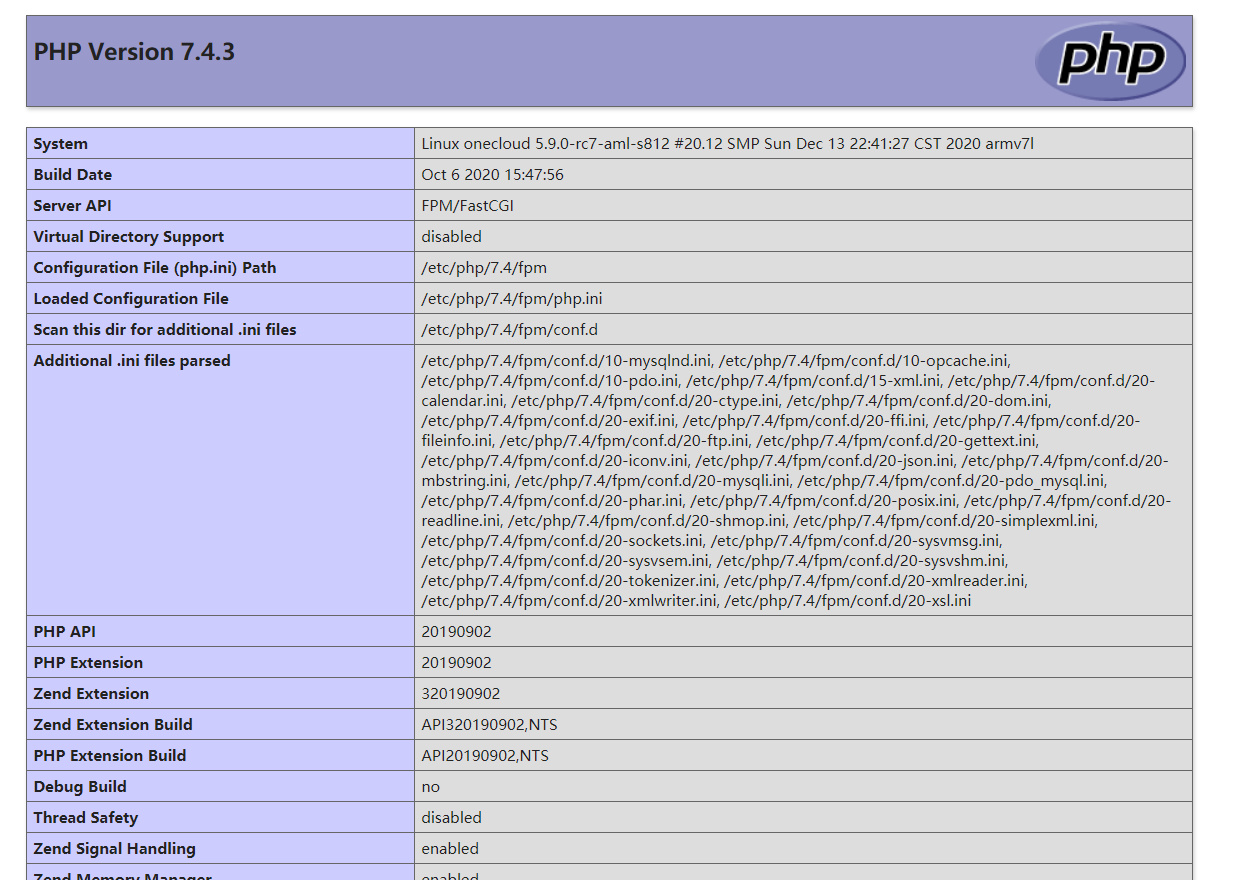 PHP Version 7.4.3
php
System Linux onecloud 5.9.0-rc7-aml-s812 #20.12 SMP Sun Dec 13 22:41:27 CST 2020 armv7l
Build Date Oct 6 2020 15:47:56
Server API FPM/FastCGI
Virtual Directory Support disabled
Configuration File (php.ini) Path /etc/php/7.4/fpm
Loaded Configuration File /etc/php/7.4/fpm/php.ini
Scan this dir for additional .ini files /etc/php/7.4/fpm/conf.d
Additional .ini files parsed /etc/php/7.4/fpm/conf.d/10-mysqlnd.ini, /etc/php/7.4/fpm/conf.d/10-opcache.ini,
/etc/php/7.4/fpm/conf.d/10-pdo.ini, /etc/php/7.4/fpm/conf.d/15-xml.ini, /etc/php/7.4/fpm/conf.d/20-
calendar.ini, /etc/php/7.4/fpm/conf.d/20-ctype.ini, /etc/php/7.4/fpm/conf.d/20-dom.ini,
/etc/php/7.4/fpm/conf.d/20-exif.ini, /etc/php/7.4/fpm/conf.d/20-ffi.ini, /etc/php/7.4/fpm/conf.d/20-
fileinfo.ini, /etc/php/7.4/fpm/conf.d/20-ftp.ini, /etc/php/7.4/fpm/conf.d/20-gettext.ini,
/etc/php/7.4/fpm/conf.d/20-iconv.ini, /etc/php/7.4/fpm/conf.d/20-json.ini, /etc/php/7.4/fpm/conf.d/20-
mbstring.ini, /etc/php/7.4/fpm/conf.d/20-mysqli.ini, /etc/php/7.4/fpm/conf.d/20-pdo_mysql.ini,
/etc/php/7.4/fpm/conf.d/20-phar.ini, /etc/php/7.4/fpm/conf.d/20-posix.ini, /etc/php/7.4/fpm/conf.d/20-
readline.ini, /etc/php/7.4/fpm/conf.d/20-shmop.ini, /etc/php/7.4/fpm/conf.d/20-simplexml.ini,
/etc/php/7.4/fpm/conf.d/20-sockets.ini, /etc/php/7.4/fpm/conf.d/20-sysvmsg.ini,
/etc/php/7.4/fpm/conf.d/20-sysvsem.ini, /etc/php/7.4/fpm/conf.d/20-sysvshm.ini,
/etc/php/7.4/fpm/conf.d/20-tokenizer.ini, /etc/php/7.4/fpm/conf.d/20-xmlreader.ini,
/etc/php/7.4/fpm/conf.d/20-xmlwriter.ini, /etc/php/7.4/fpm/conf.d/20-xsl.ini
PHP API 20190902
PHP Extension 20190902
Zend Extension 320190902
Zend Extension Build API320190902,NTS
PHP Extension Build API20190902,NTS
Debug Build no
Thread Safety disabled
Zend Signal Handling enabled
Zend Memory Manager enabled